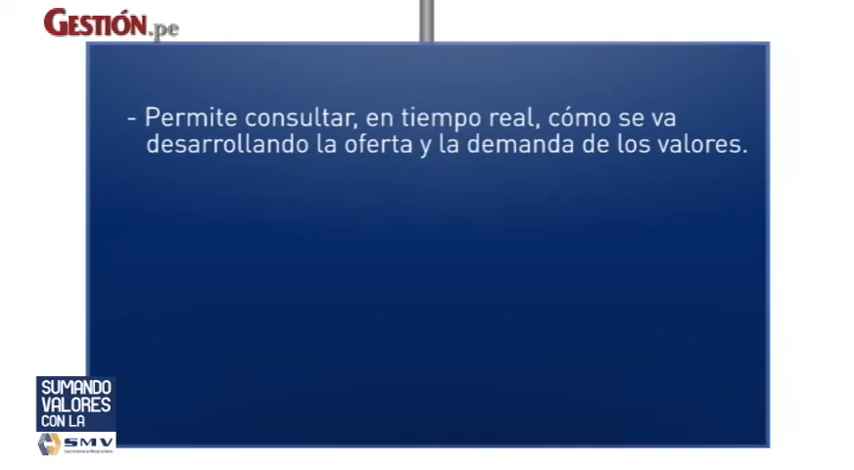 GESTIÓN.pe
- Permite consultar, en tiempo real, cómo se va
desarrollando la oferta y la demanda de los valores.
SUMANDO
VALORES
CON LA
SMV